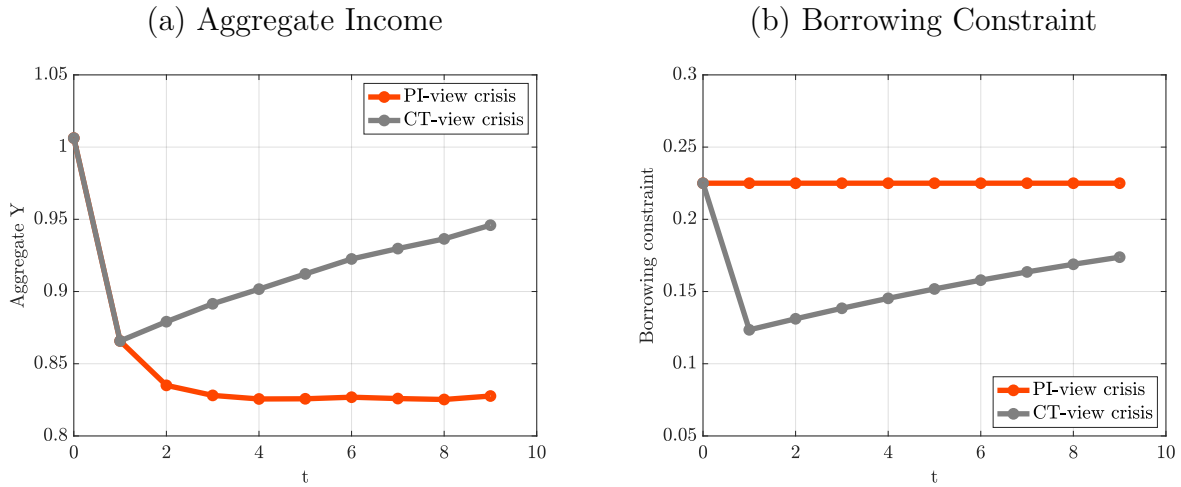 (a) Aggregate Income
1.05
1
0.95
0.9
0.85
0.8
Aggregate Y
0
2
4
6
8
10
t
PI-view crisis
CT-view crisis
(b) Borrowing Constraint
0.3
0.25
0.2
0.15
0.1
0.05
Borrowing constraint
0
2
4
6
8
10
t
PI-view crisis
CT-view crisis